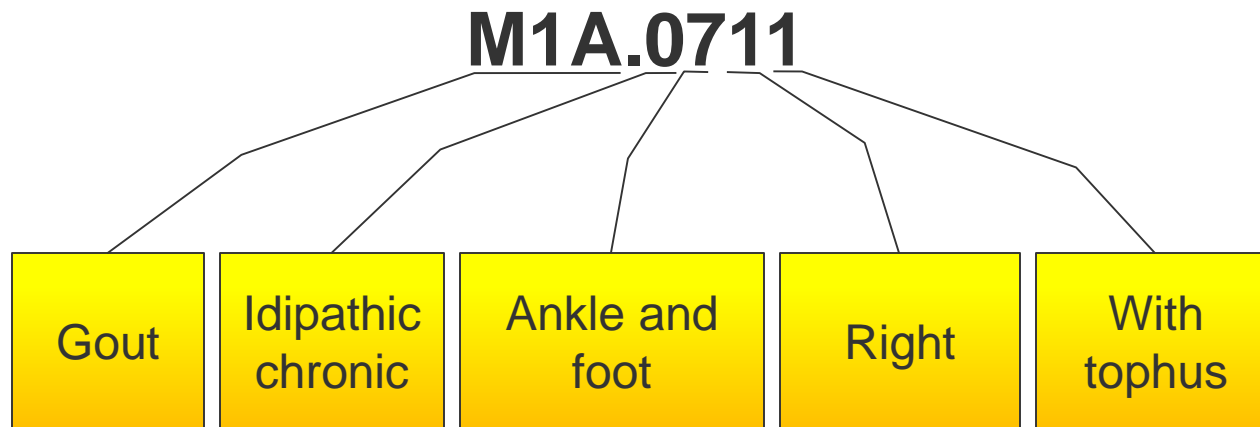 M1A.0711
Gout
Idipathic
chronic
Ankle and
foot
Right
With
tophus